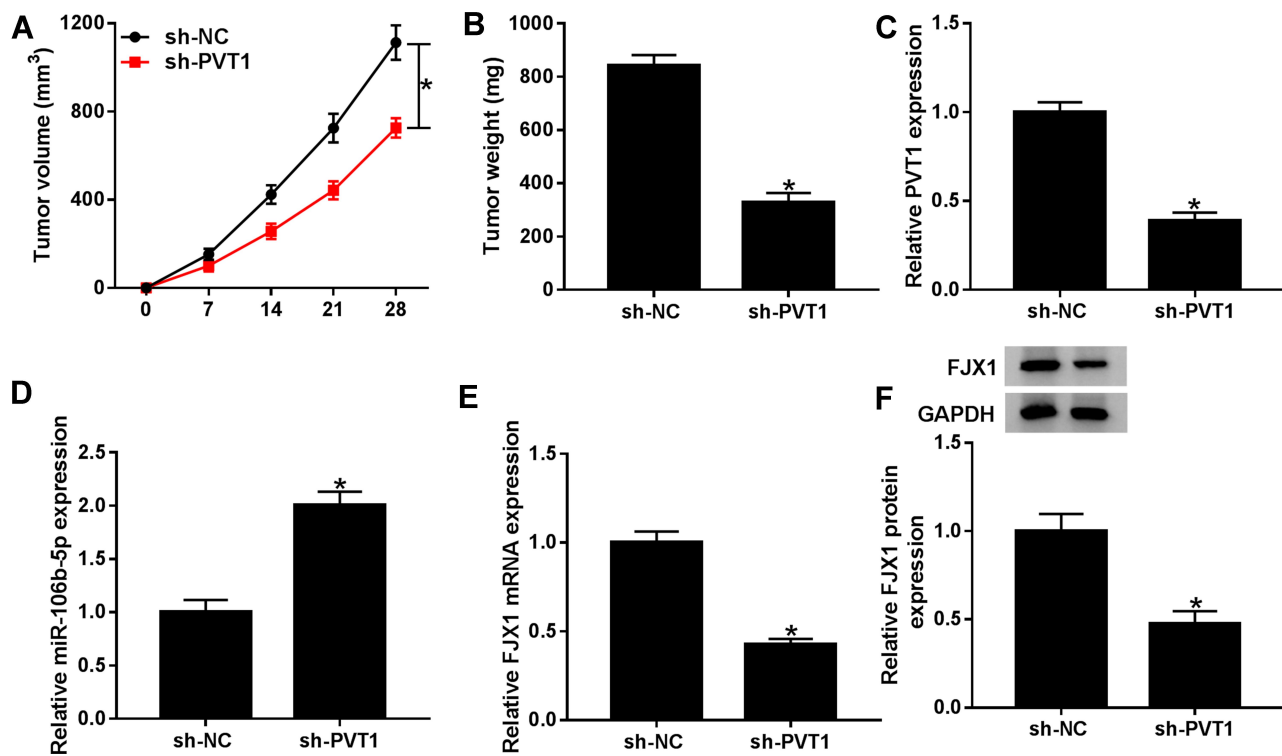 A
Tumor volume (mm3)
1200
800
400
0
sh-NC
sh-PVT1
*
0 7 14 21 28
B
Tumor weight (mg)
1000
800
600
400
200
0
*
sh-NC sh-PVT1
C
Relative PVT1 expression
1.5
1.0
0.5
0.0
*
sh-NC sh-PVT1
D
Relative miR-106b-5p expression
2.5
2.0
1.5
1.0
0.5
0.0
*
sh-NC sh-PVT1
E
Relative FJX1 mRNA expression
1.5
1.0
0.5
0.0
*
sh-NC sh-PVT1
F
FJX1
GAPDH
Relative FJX1 protein
expression
1.5
1.0
0.5
0.0
*
sh-NC sh-PVT1